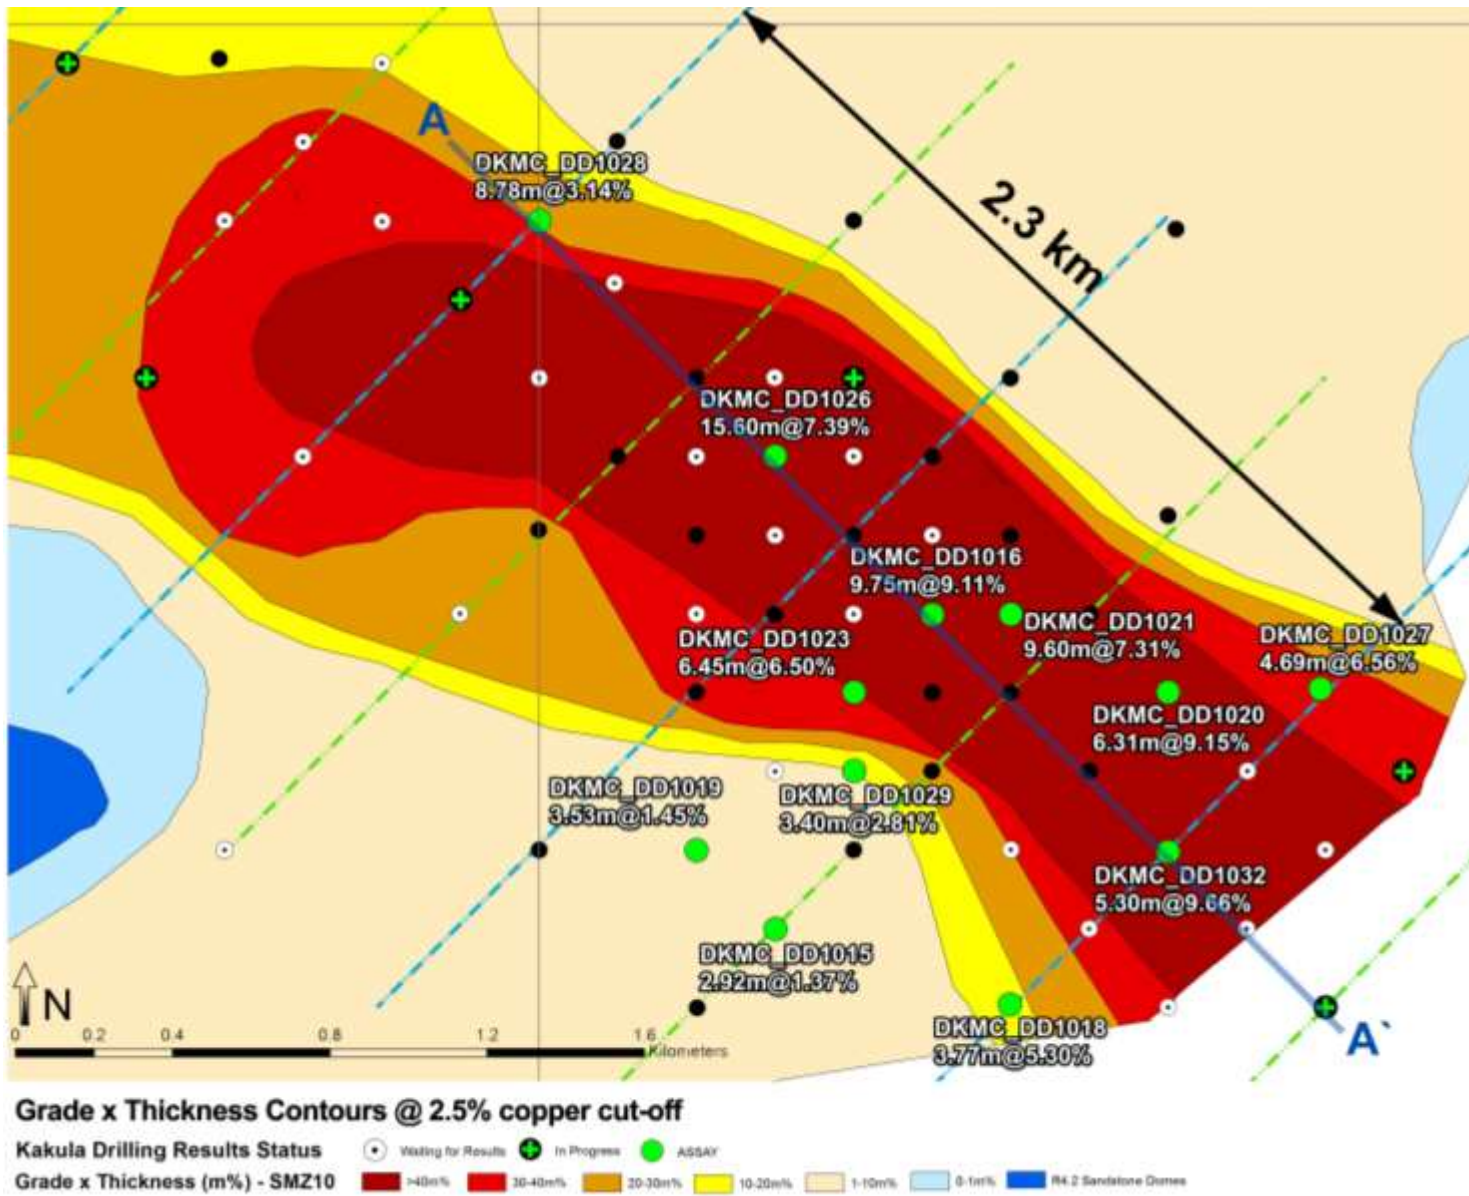 A
DKMC_DD1028
8.78m@3.14%
2.3 km
DKMC_DD1026
15.60m@7.39%
DKMC_DD1016
9.75m@9.11%
DKMC_DD1021
9.60m@7.31%
DKMC_DD1027
4.69m@6.56%
DKMC_DD1023
6.45m@6.50%
DKMC_DD1020
6.31m@9.15%
DKMC_DD1019
3.53m@1.45%
DKMC_DD1029
3.40m@2.81%
DKMC_DD1032
5.30m@9.66%
DKMC_DD1015
2.92m@1.37%
DKMC_DD1018
3.77m@5.30%
A`
N
0 0.2 0.4 0.8 1.2 1.6
Kilometers
Grade x Thickness Contours @ 2.5% copper cut-off
Kakula Drilling Results Status Waiting for Results In Progress ASSAY
Grade x Thickness (m%) - SMZ10 >40m% 30-40m% 20-30m% 10-20m% 1-10m% 0-1m% R4.2 Sandstone Domes